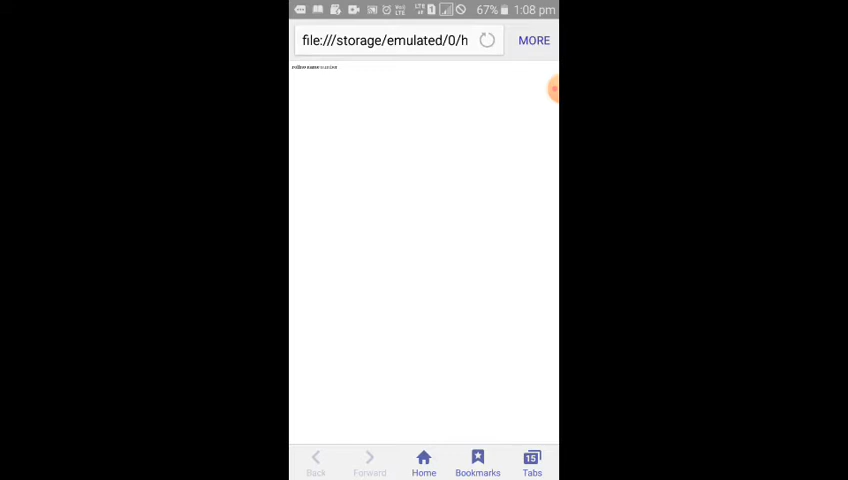 67% 1:08 pm
file:///storage/emulated/0/h
MORE
Back Forward Home Bookmarks Tabs
15